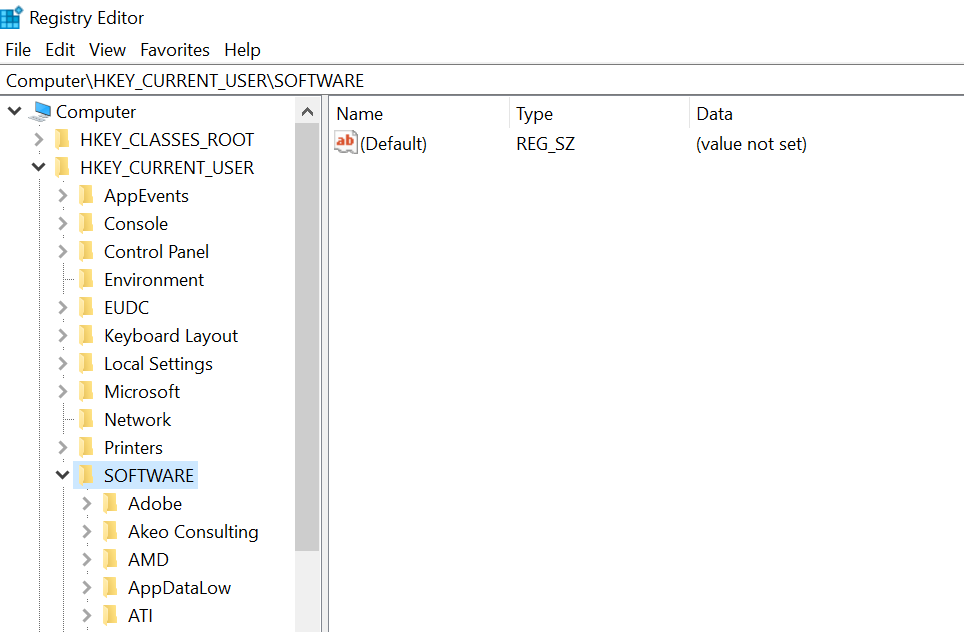 Registry Editor
File Edit View Favorites Help
Computer\HKEY_CURRENT_USER\SOFTWARE
Computer
HKEY_CLASSES_ROOT
HKEY_CURRENT_USER
AppEvents
Console
Control Panel
Environment
EUDC
Keyboard Layout
Local Settings
Microsoft
Network
Printers
SOFTWARE
Adobe
Akeo Consulting
AMD
AppDataLow
ATI
Name Type Data
ab (Default) REG_SZ (value not set)